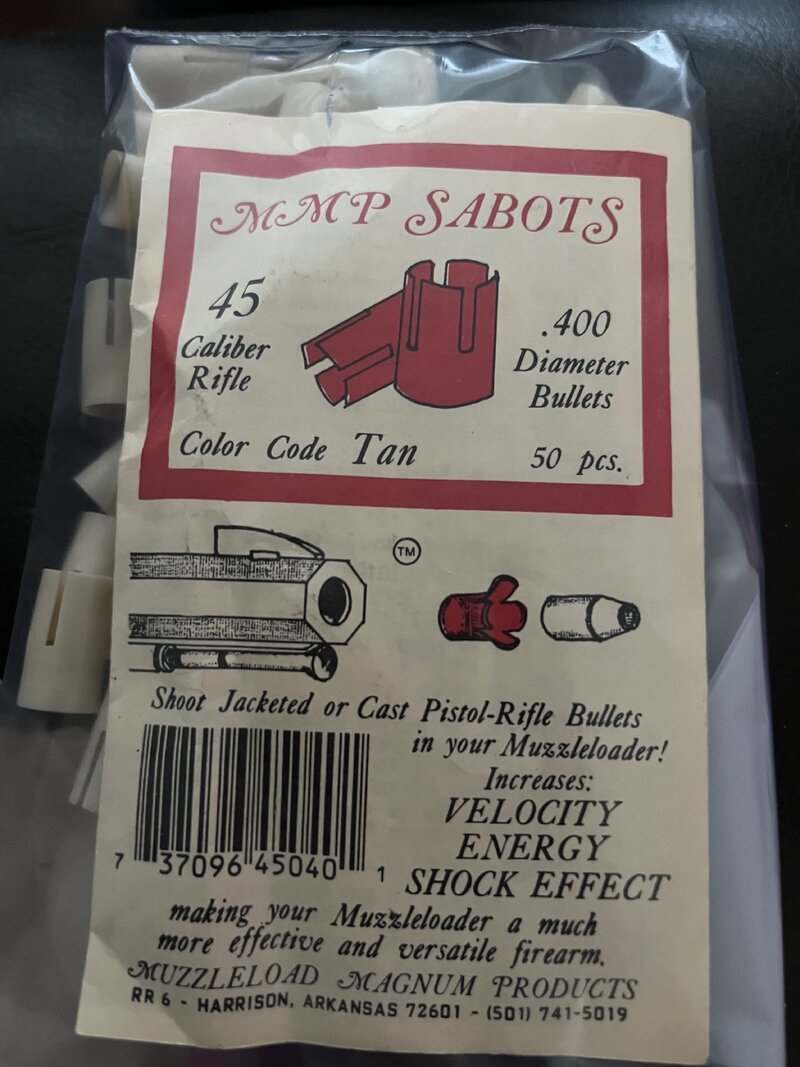 MMP SABOTS
45
Caliber
Rifle
.400
Diameter
Bullets
Color Code Tan
50 pcs.
TM
Shoot Jacketed or Cast Pistol-Rifle Bullets
in your Muzzleloader!
Increases:
VELOCITY
ENERGY
SHOCK EFFECT
7 37096 45040 1
making your Muzzleloader a much
more effective and versatile firearm.
MUZZLELOAD MAGNUM PRODUCTS
RR 6 - HARRISON, ARKANSAS 72601 - (501) 741-5019